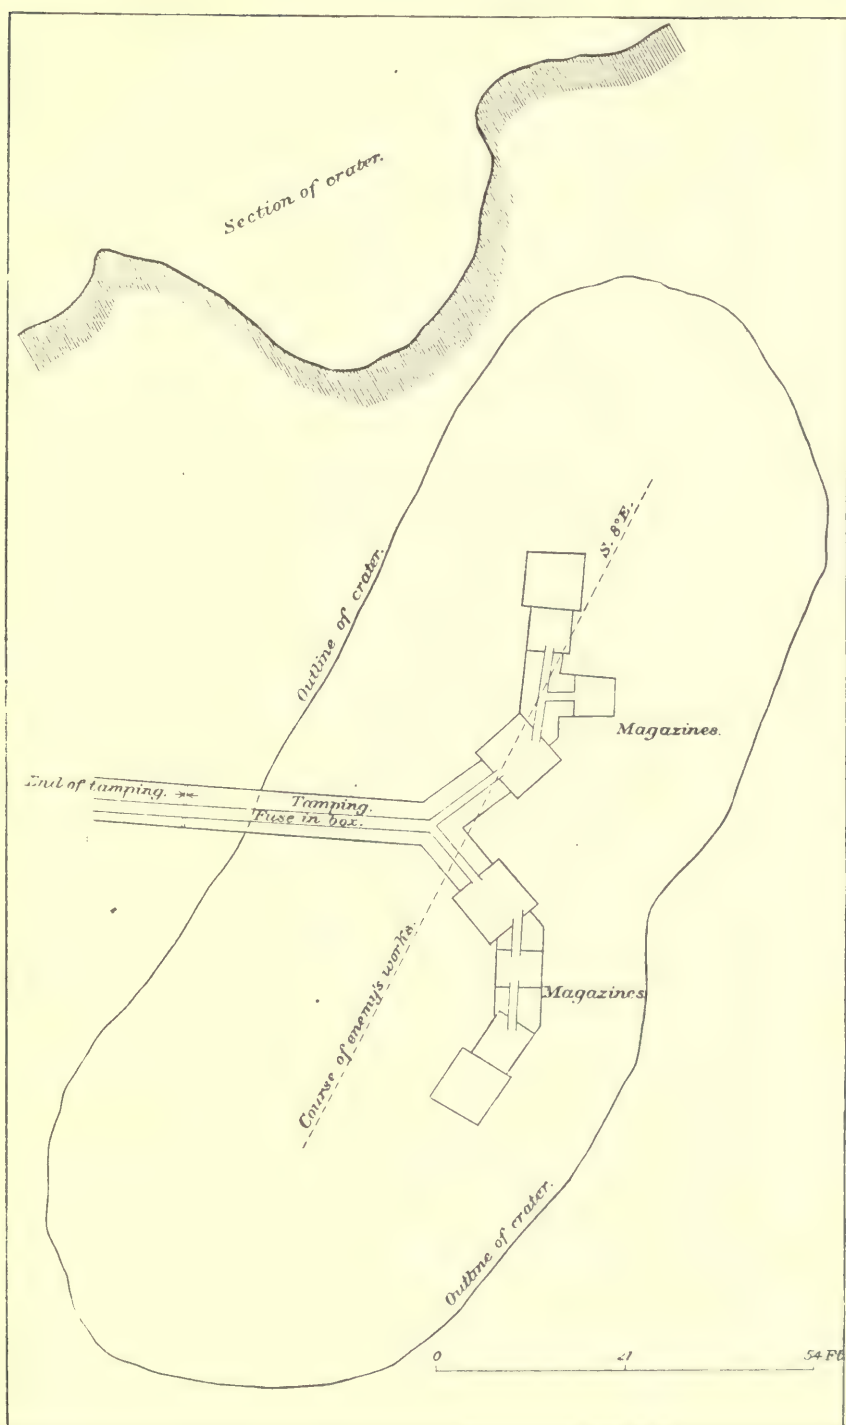 Section of crater.
Outline of crater.
S. 8° E.
Magazines.
End of tamping.
Tamping.
Fuse in box.
Course of enemy's works.
Magazines
Outline of crater.
0 21 54 Ft.